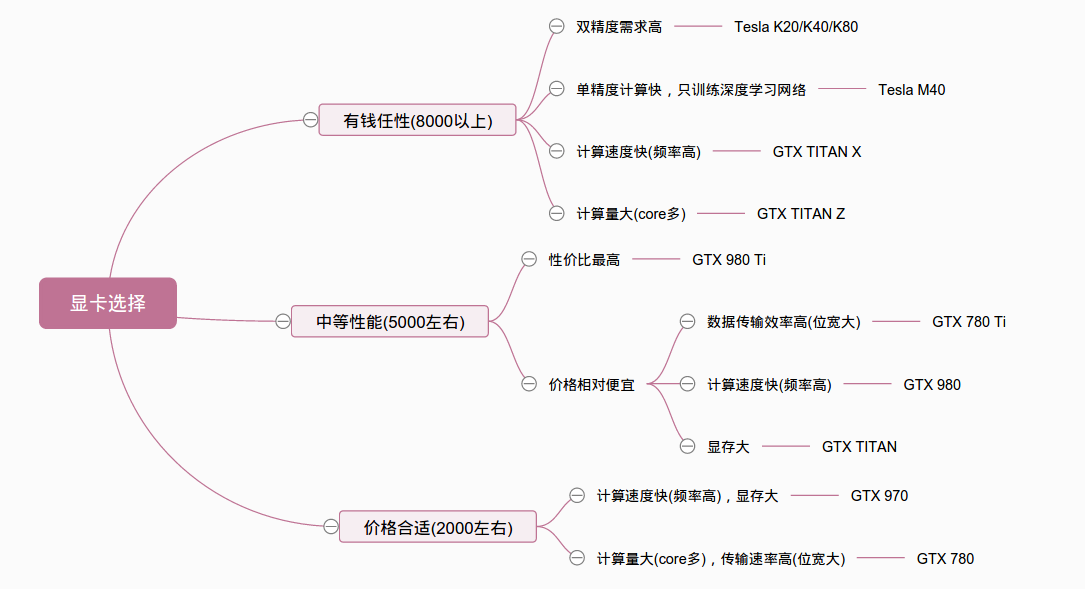 显卡选择
有钱任性(8000以上)
双精度需求高
Tesla K20/K40/K80
单精度计算快，只训练深度学习网络
Tesla M40
计算速度快(频率高)
GTX TITAN X
计算量大(core多)
GTX TITAN Z
中等性能(5000左右)
性价比最高
GTX 980 Ti
价格相对便宜
数据传输效率高(位宽大)
GTX 780 Ti
计算速度快(频率高)
GTX 980
显存大
GTX TITAN
价格合适(2000左右)
计算速度快(频率高)，显存大
GTX 970
计算量大(core多)，传输速率高(位宽大)
GTX 780